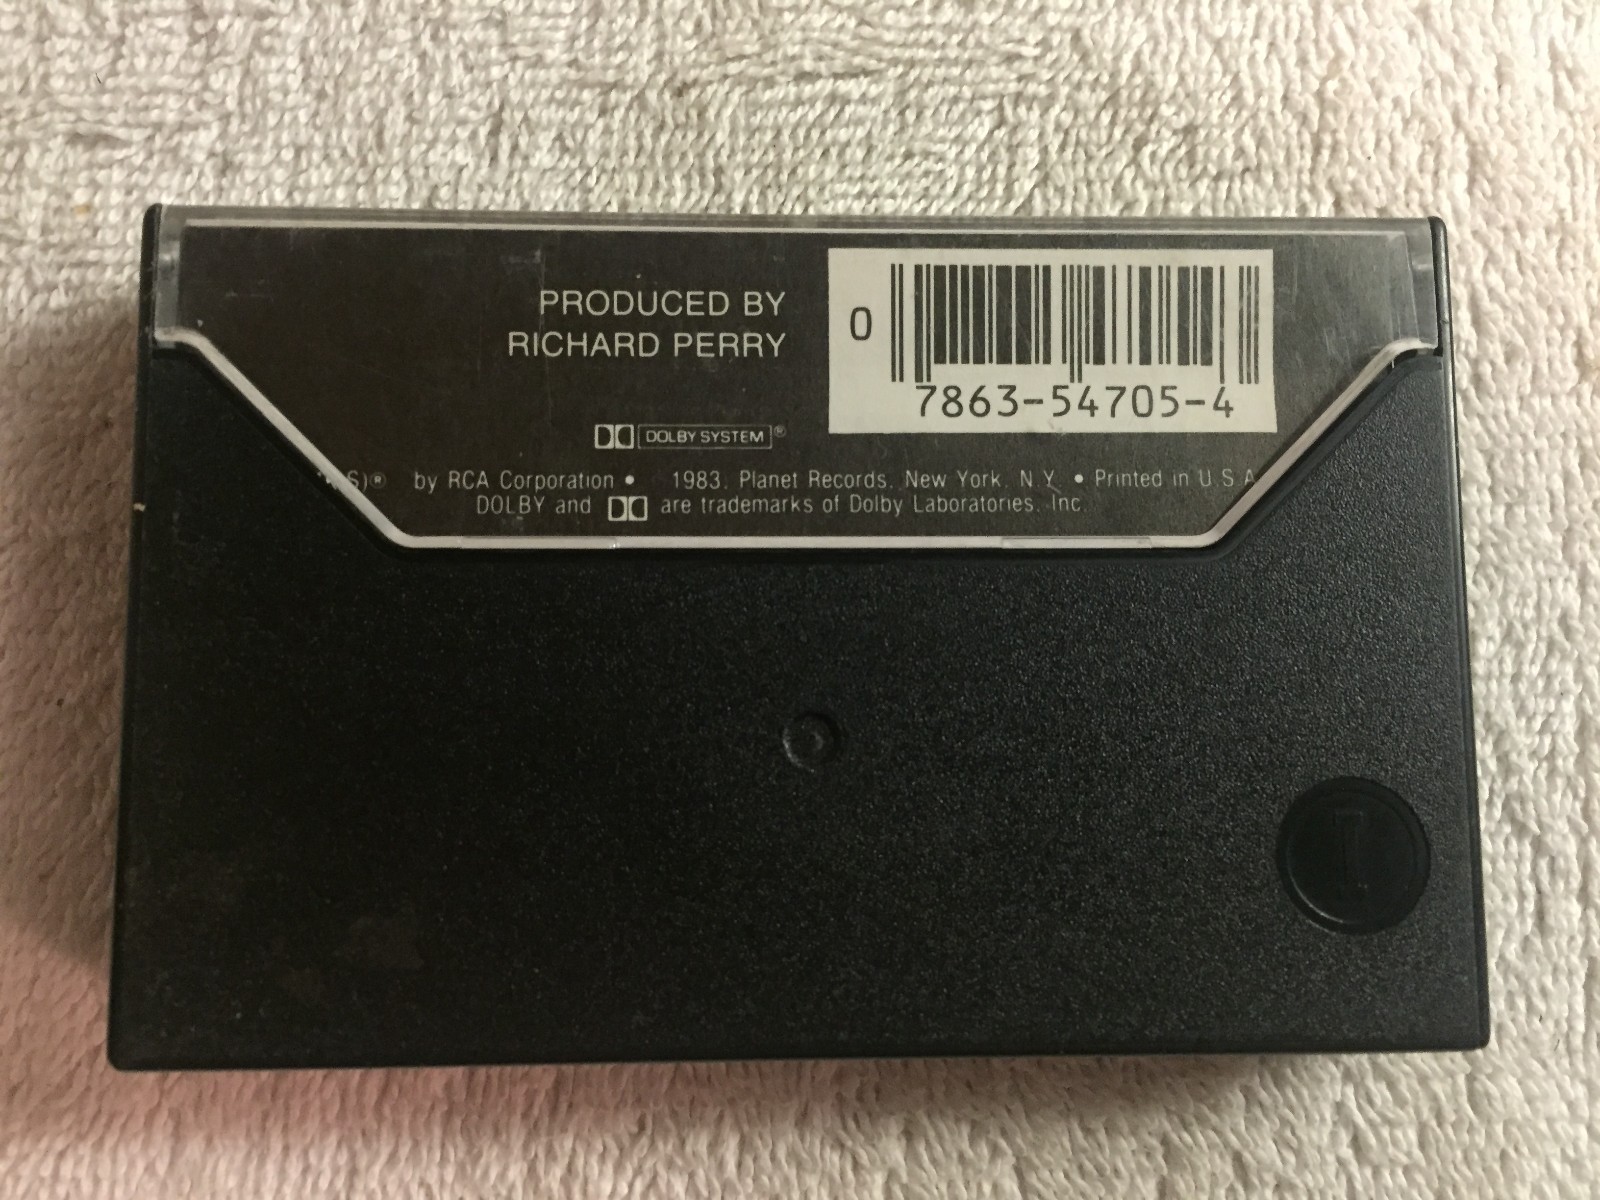 PRODUCED BY
RICHARD PERRY
0
7863-54705-4
DOLBY SYSTEM®
S)® by RCA Corporation • 1983, Planet Records, New York, N.Y. • Printed in U.S.A
DOLBY and are trademarks of Dolby Laboratories, Inc.
I